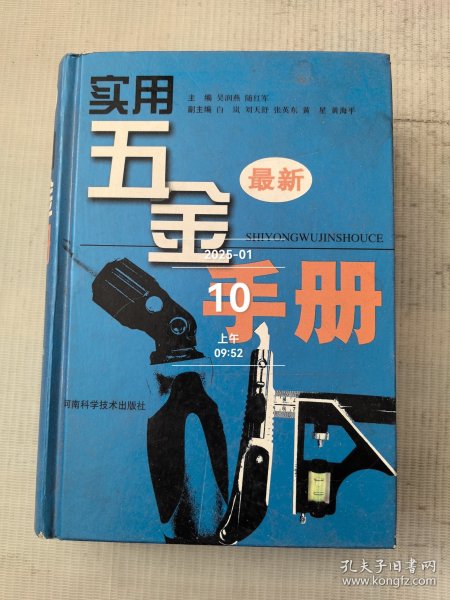 实用
主 编 吴润燕 随红军
副主编 白 岚 刘天舒 张英东 黄 星 黄海平
五
最新
金
SHIYONGWUJINSHOUCE
2025-01
手册
10
上午
09:52
河南科学技术出版社
孔夫子旧书网
www.kongfz.com